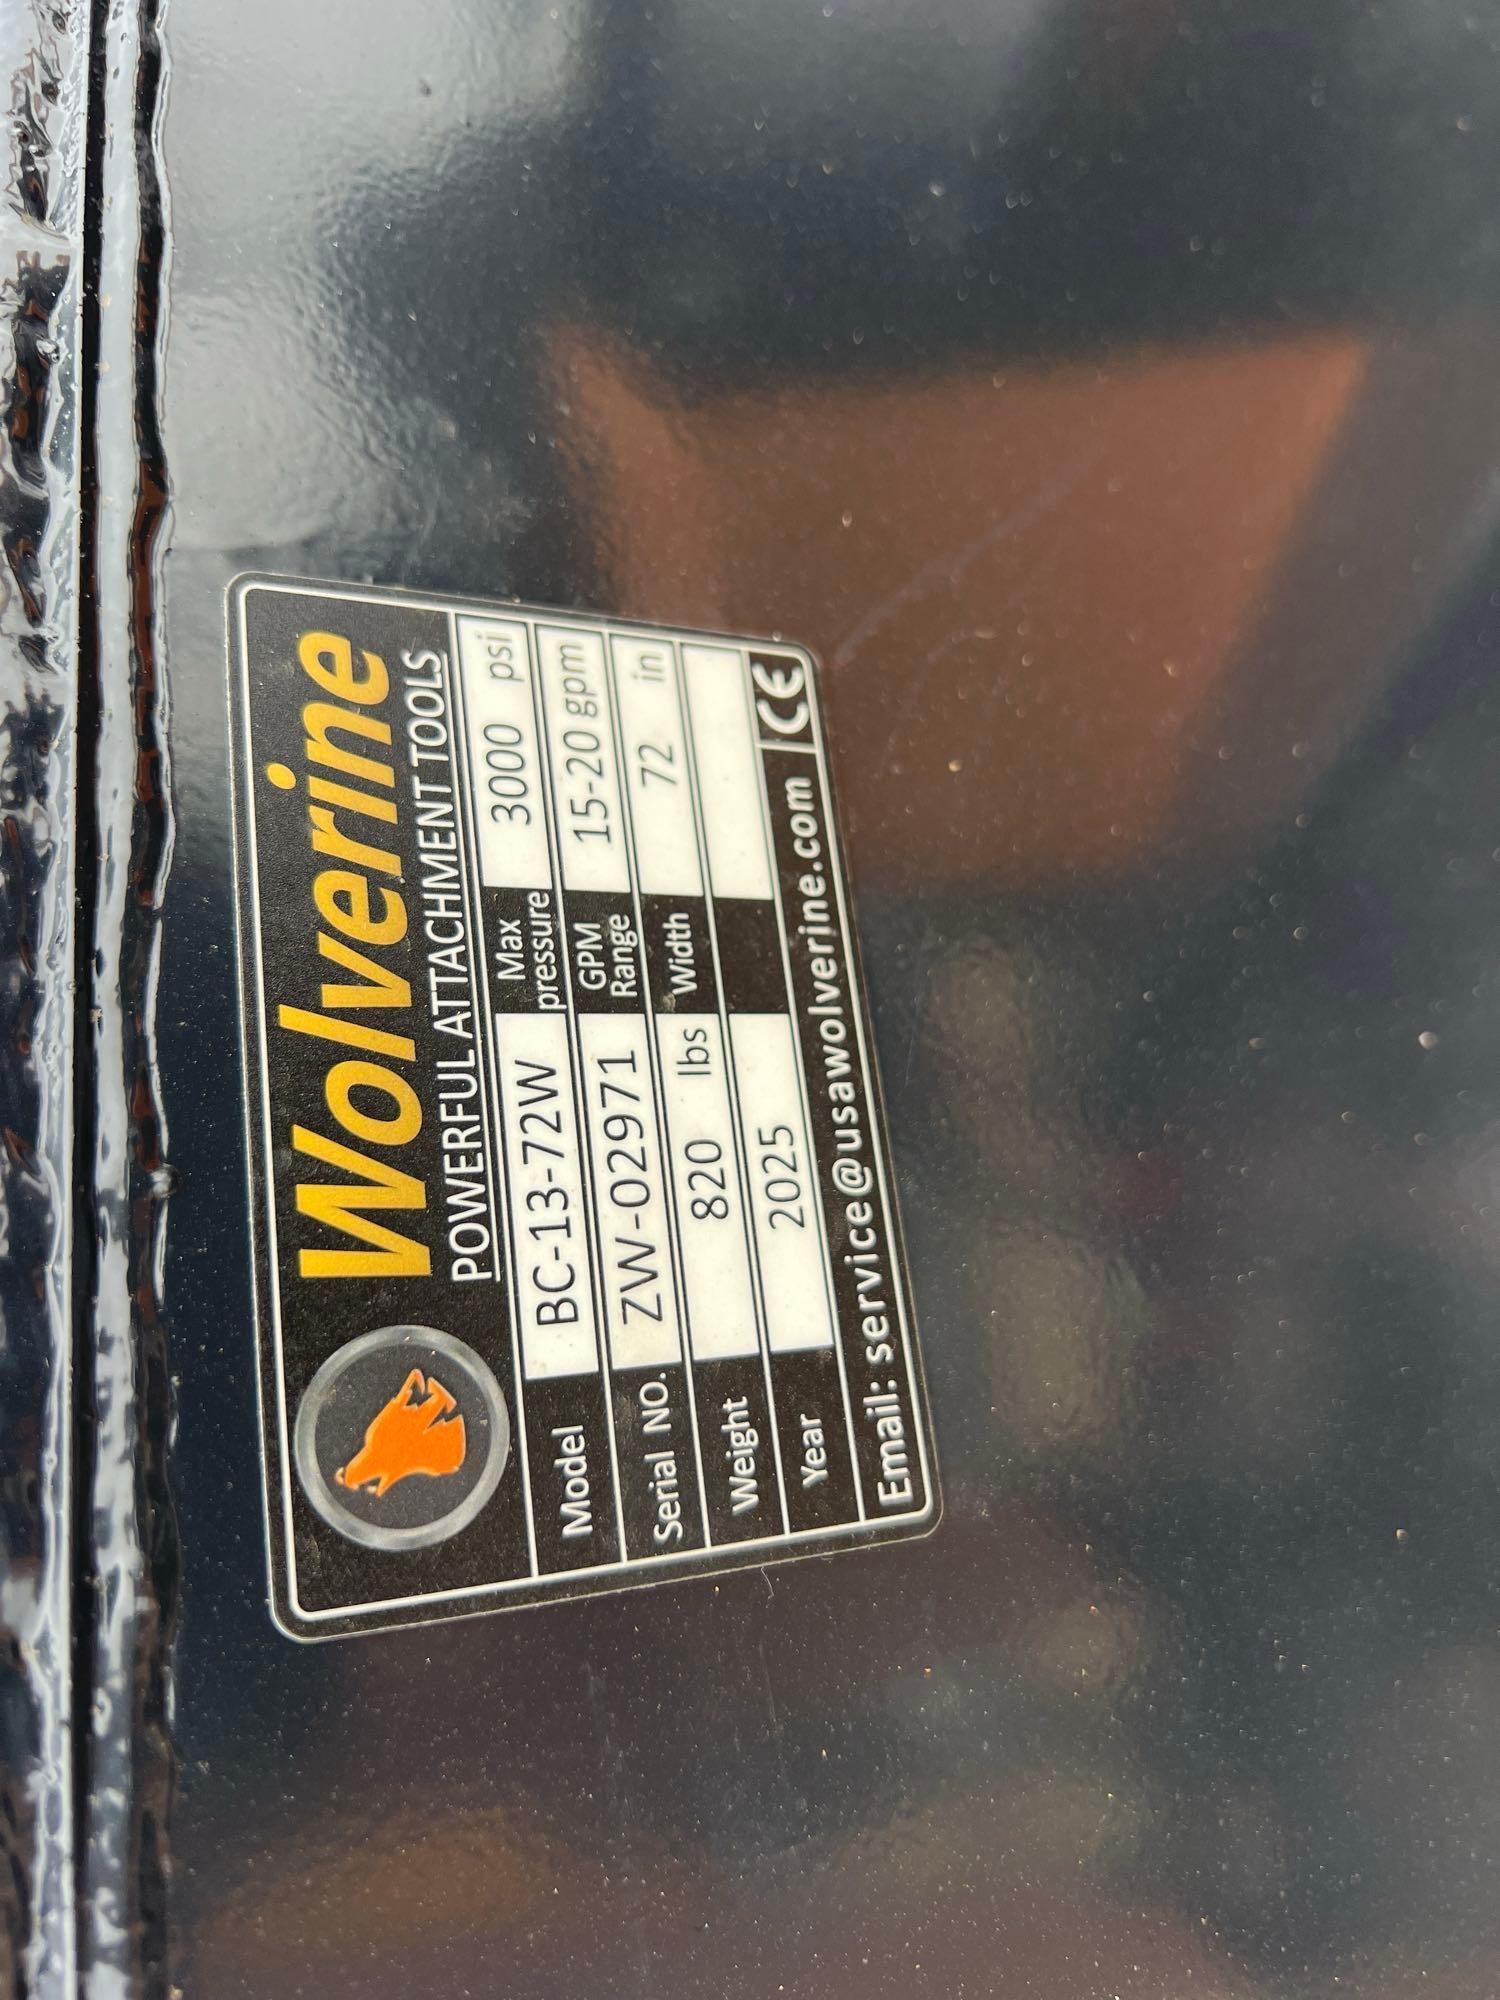 Wolverine
POWERFUL ATTACHMENT TOOLS
Model BC-13-72W Max pressure 3000 psi
Serial NO. ZW-02971 GPM Range 15-20 gpm
Weight 820 lbs Width 72 in
Year 2025
Email: service@usawolverine.com CE